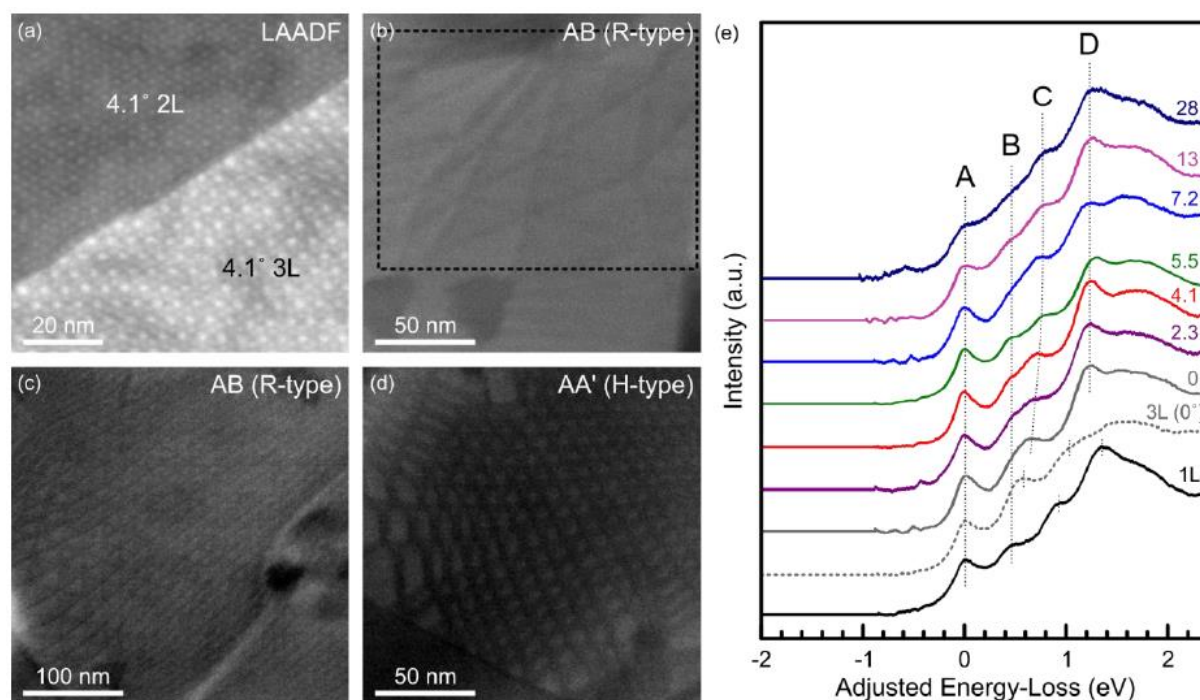 (a) LAADF
4.1° 2L
4.1° 3L
20 nm
(b) AB (R-type)
50 nm
(c) AB (R-type)
100 nm
(d) AA' (H-type)
50 nm
(e)
Intensity (a.u.)
A
B
C
D
28
13
7.2
5.5
4.1
2.3
0
3L (0°)
1L
-2 -1 0 1 2
Adjusted Energy-Loss (eV)